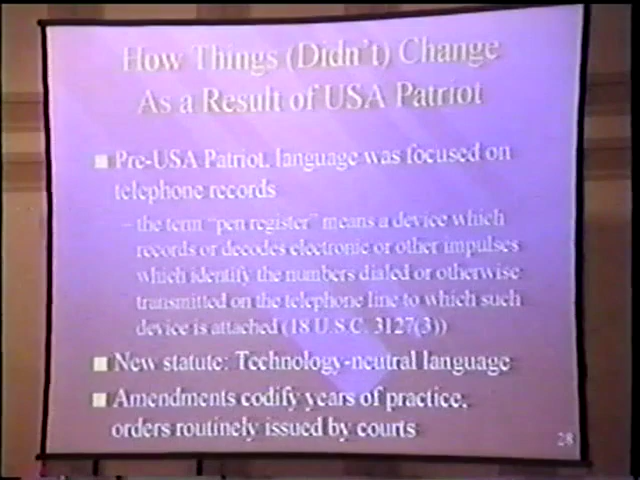 How Things (Didn't) Change
As a Result of USA Patriot
Pre-USA Patriot, language was focused on
telephone records
– the term "pen register" means a device which
records or decodes electronic or other impulses
which identify the numbers dialed or otherwise
transmitted on the telephone line to which such
device is attached (18 U.S.C. 3127(3))
New statute: Technology-neutral language
Amendments codify years of practice,
orders routinely issued by courts
28